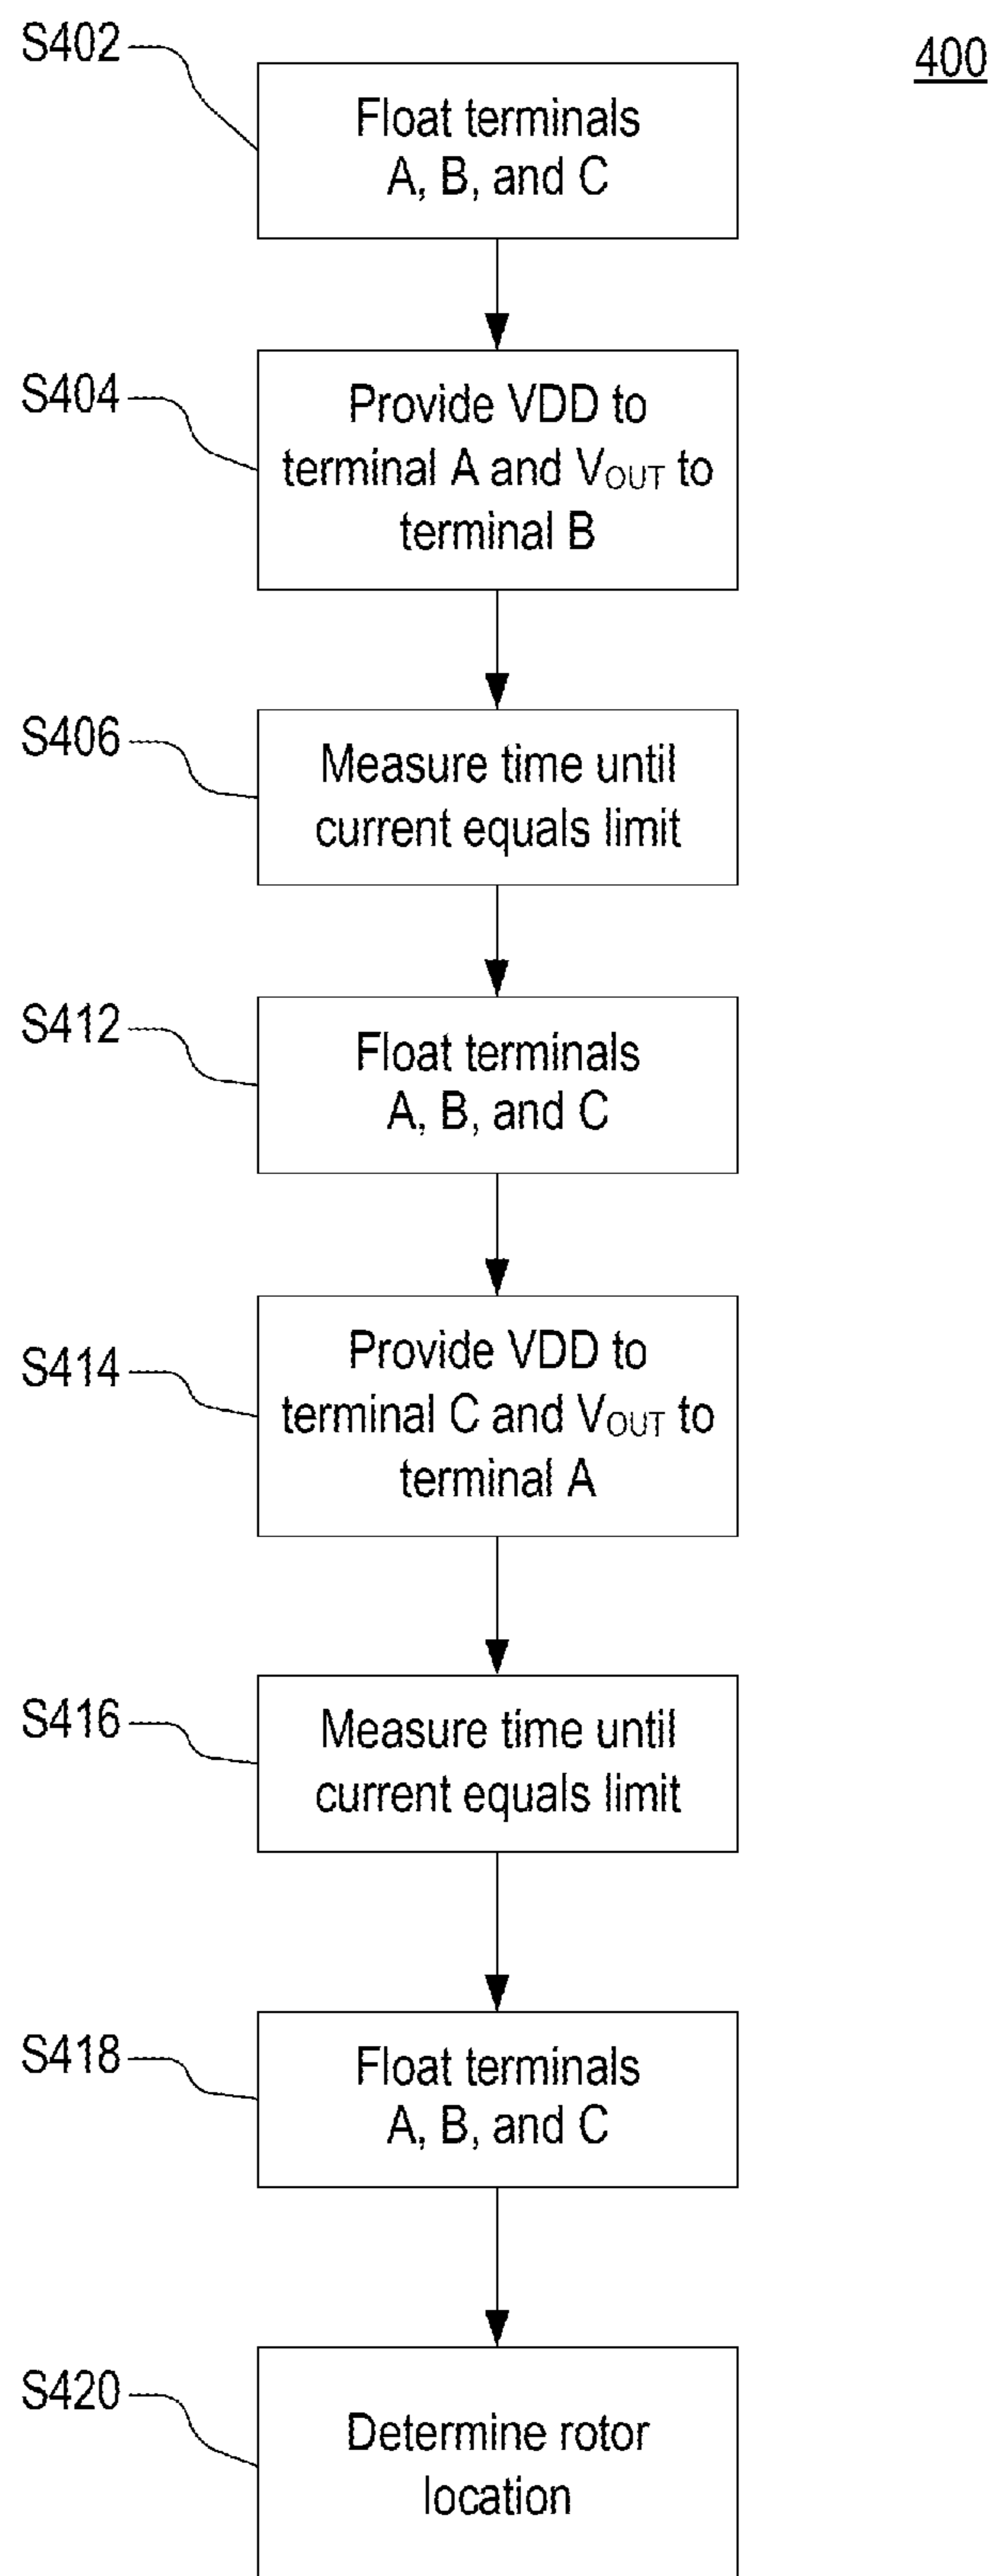 S402
400
Float terminals
A, B, and C
S404
Provide VDD to
terminal A and VOUT to
terminal B
S406
Measure time until
current equals limit
S412
Float terminals
A, B, and C
S414
Provide VDD to
terminal C and VOUT to
terminal A
S416
Measure time until
current equals limit
S418
Float terminals
A, B, and C
S420
Determine rotor
location